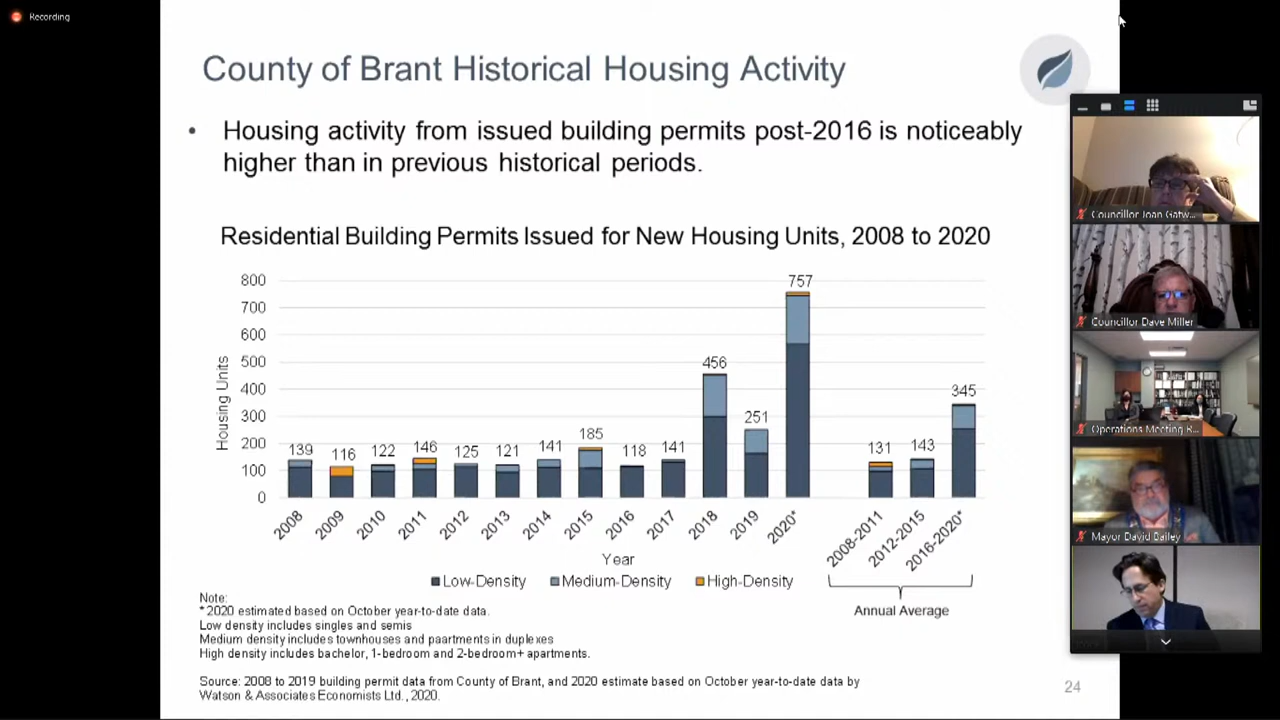 Recording
County of Brant Historical Housing Activity
• Housing activity from issued building permits post-2016 is noticeably
higher than in previous historical periods.
Residential Building Permits Issued for New Housing Units, 2008 to 2020
800
700
600
500
400
300
200
100
0
Housing Units
139
116
122
146
125
121
141
185
118
141
456
251
757
131
143
345
2008
2009
2010
2011
2012
2013
2014
2015
2016
2017
2018
2019
2020*
2008-2011
2012-2015
2016-2020*
Year
Low-Density
Medium-Density
High-Density
Annual Average
Note:
* 2020 estimated based on October year-to-date data.
Low density includes singles and semis
Medium density includes townhouses and paartments in duplexes
High density includes bachelor, 1-bedroom and 2-bedroom+ apartments.
Source: 2008 to 2019 building permit data from County of Brant, and 2020 estimate based on October year-to-date data by
Watson & Associates Economists Ltd., 2020.
24
Councillor Joan Gatw...
Councillor Dave Miller
Operations Meeting R...
Mayor David Bailey